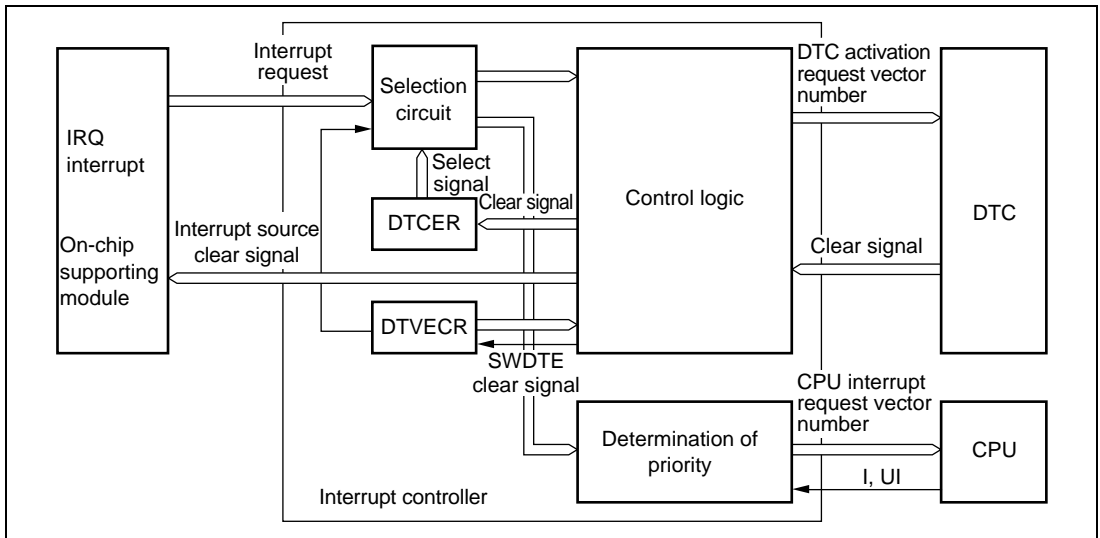 Interrupt
request
IRQ
interrupt
On-chip
supporting
module
Selection
circuit
Select
signal
DTCER
Clear signal
Interrupt source
clear signal
DTVECR
SWDTE
clear signal
Control logic
DTC activation
request vector
number
DTC
Clear signal
Determination of
priority
CPU interrupt
request vector
number
CPU
I, UI
Interrupt controller